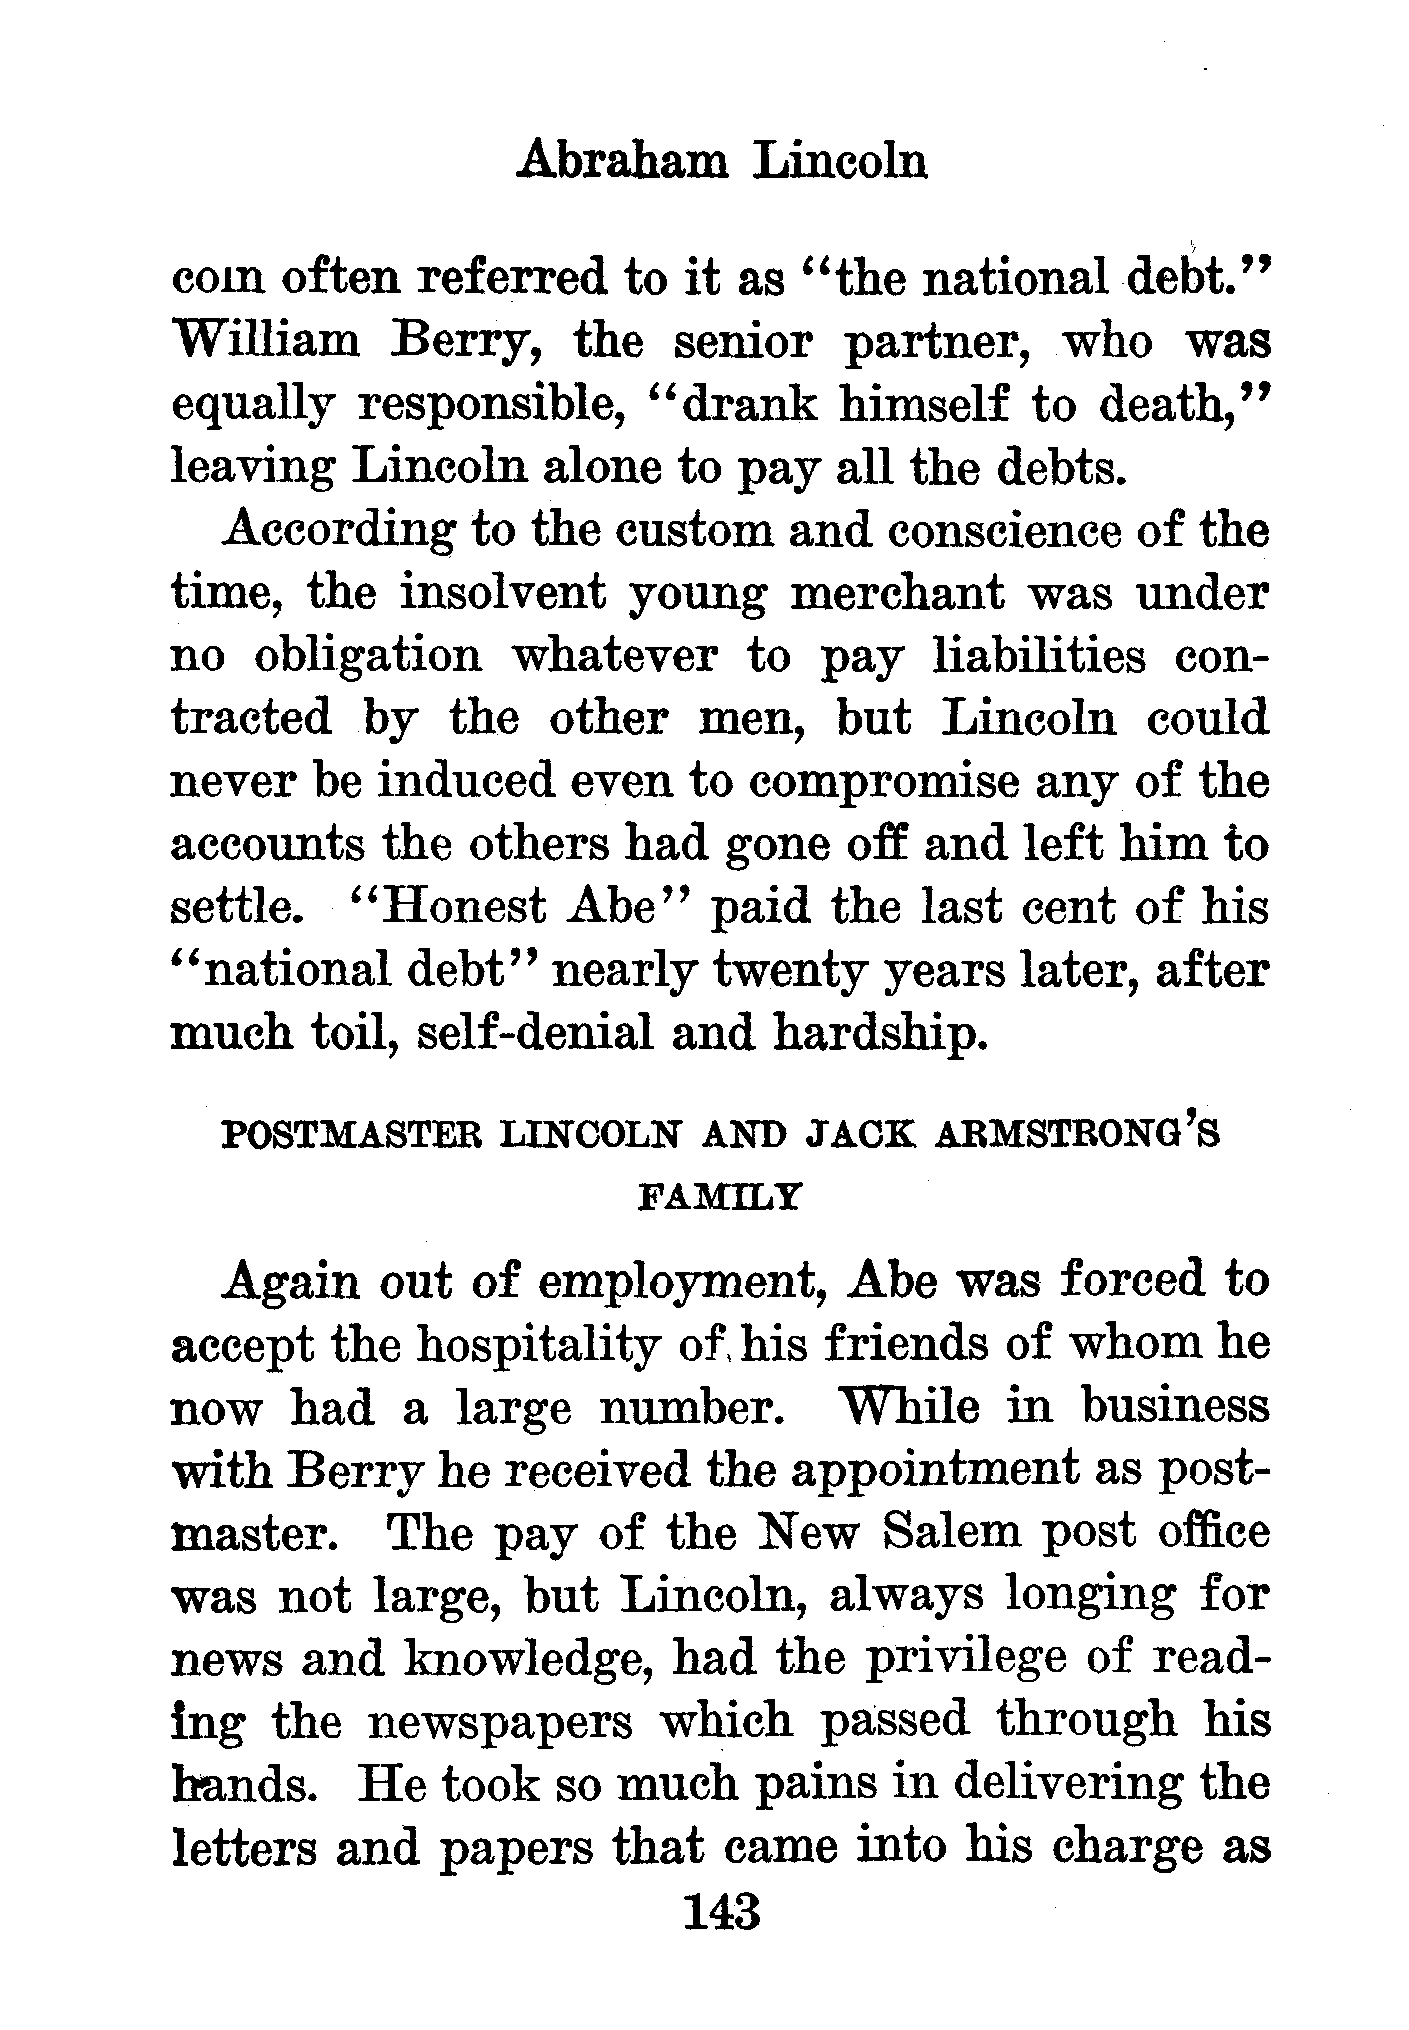 Abraham Lincoln
coln often referred to it as "the national debt."
William Berry, the senior partner, who was
equally responsible, "drank himself to death,"
leaving Lincoln alone to pay all the debts.
According to the custom and conscience of the
time, the insolvent young merchant was under
no obligation whatever to pay liabilities con-
tracted by the other men, but Lincoln could
never be induced even to compromise any of the
accounts the others had gone off and left him to
settle. "Honest Abe" paid the last cent of his
"national debt" nearly twenty years later, after
much toil, self-denial and hardship.
POSTMASTER LINCOLN AND JACK ARMSTRONG'S
FAMILY
Again out of employment, Abe was forced to
accept the hospitality of his friends of whom he
now had a large number. While in business
with Berry he received the appointment as post-
master. The pay of the New Salem post office
was not large, but Lincoln, always longing for
news and knowledge, had the privilege of read-
ing the newspapers which passed through his
hands. He took so much pains in delivering the
letters and papers that came into his charge as
143